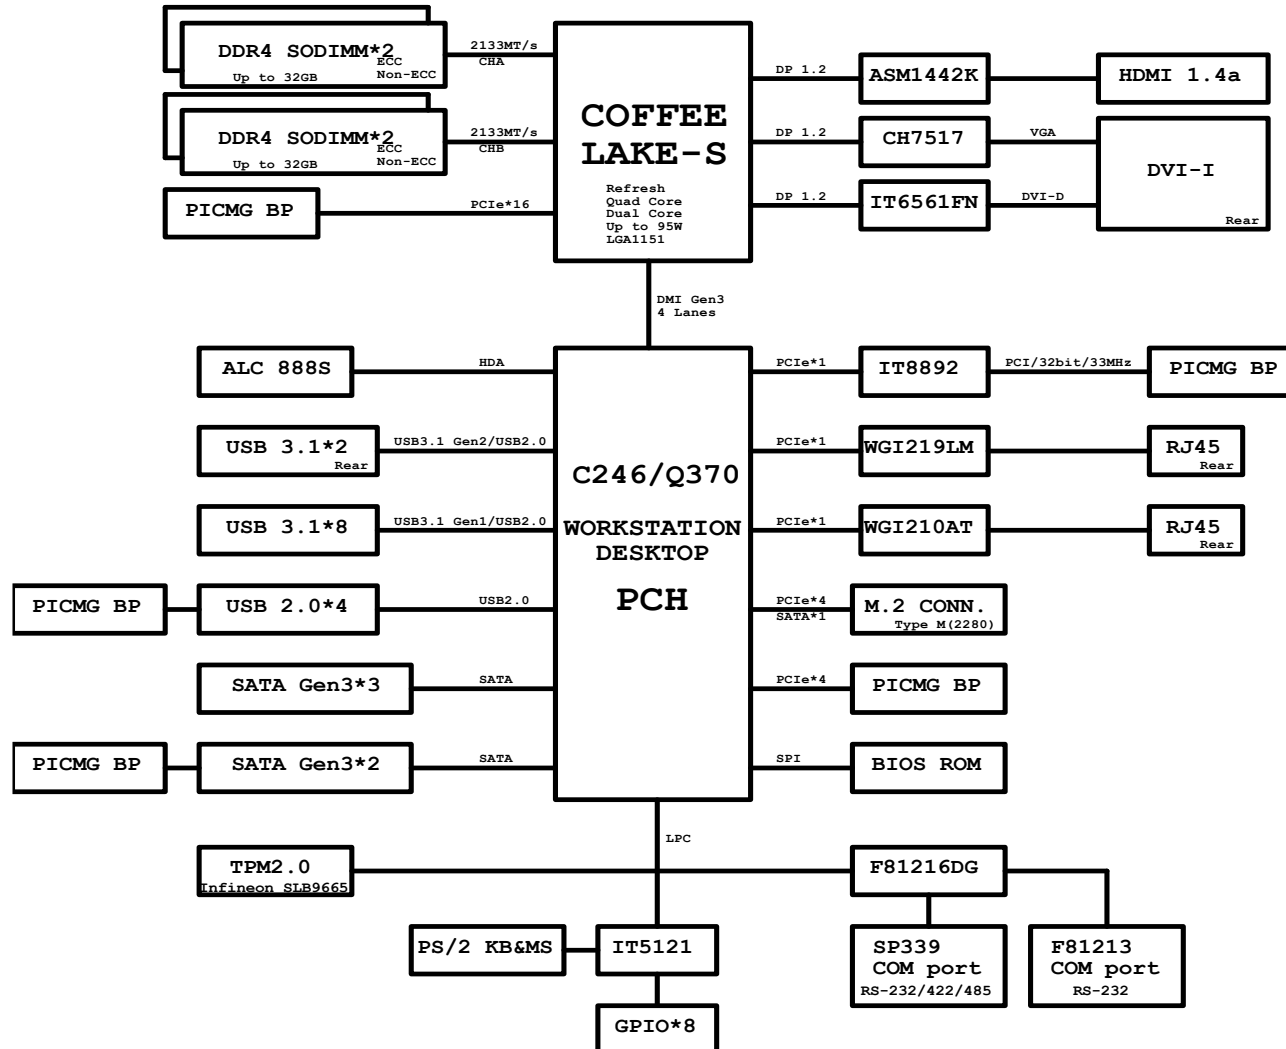 DDR4 SODIMM*2
ECC
Up to 32GB
Non-ECC
2133MT/s
CHA
DDR4 SODIMM*2
ECC
Up to 32GB
Non-ECC
2133MT/s
CHB
PICMG BP
PCIe*16
COFFEE
LAKE-S
Refresh
Quad Core
Dual Core
Up to 95W
LGA1151
DP 1.2
ASM1442K
HDMI 1.4a
DP 1.2
CH7517
VGA
DP 1.2
IT6561FN
DVI-D
DVI-I
Rear
DMI Gen3
4 Lanes
ALC 888S
HDA
USB 3.1*2
Rear
USB3.1 Gen2/USB2.0
USB 3.1*8
USB3.1 Gen1/USB2.0
PICMG BP
USB 2.0*4
USB2.0
SATA Gen3*3
SATA
PICMG BP
SATA Gen3*2
SATA
C246/Q370
WORKSTATION
DESKTOP
PCH
PCIe*1
IT8892
PCI/32bit/33MHz
PICMG BP
PCIe*1
WGI219LM
RJ45
Rear
PCIe*1
WGI210AT
RJ45
Rear
PCIe*4
SATA*1
M.2 CONN.
Type M(2280)
PCIe*4
PICMG BP
SPI
BIOS ROM
LPC
TPM2.0
Infineon SLB9665
F81216DG
PS/2 KB&MS
IT5121
GPIO*8
SP339
COM port
RS-232/422/485
F81213
COM port
RS-232